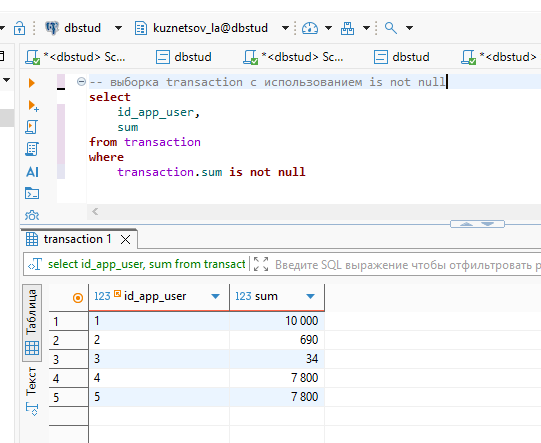 dbstud kuznetsov_la@dbstud
*<dbstud> Sc... dbstud *<dbstud> Sc... dbstud *<
-- выборка transaction с использованием is not null
select
id_app_user,
sum
from transaction
where
transaction.sum is not null
AI
transaction 1
select id_app_user, sum from transact Введите SQL выражение чтобы отфильтровать р
Таблица
Текст
123 id_app_user 123 sum
1 1 10 000
2 2 690
3 3 34
4 4 7 800
5 5 7 800